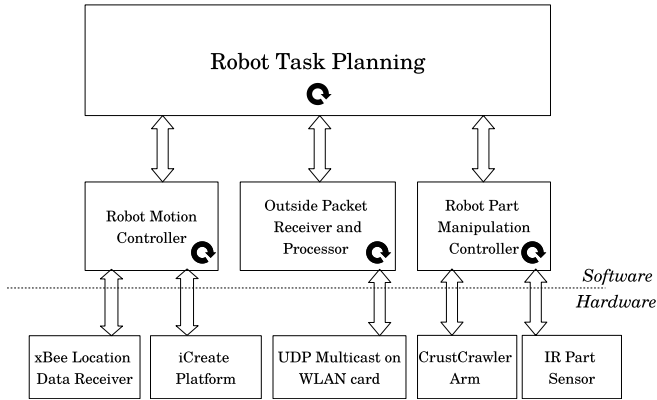 Robot Task Planning
Robot Motion
Controller
Outside Packet
Receiver and
Processor
Robot Part
Manipulation
Controller
Software
Hardware
xBee Location
Data Receiver
iCreate
Platform
UDP Multicast on
WLAN card
CrustCrawler
Arm
IR Part
Sensor